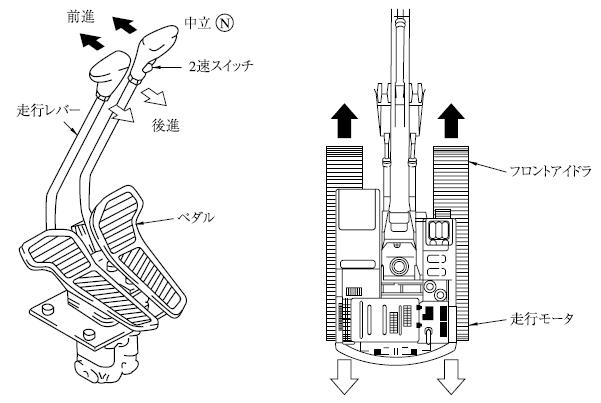 前進
中立 Ⓝ
2速スイッチ
走行レバー
後進
ペダル
フロントアイドラ
走行モータ